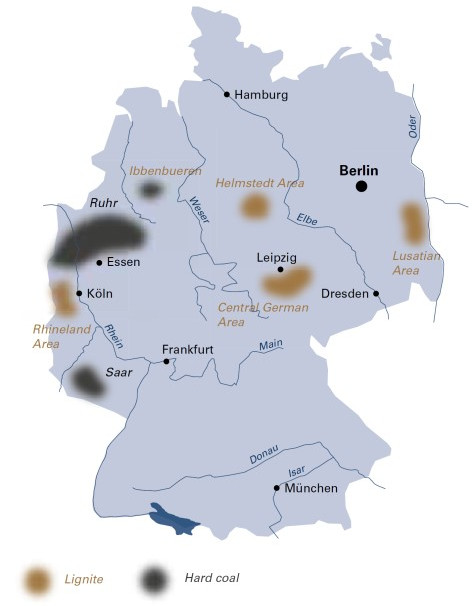 Hamburg
Oder
Ibbenbueren
Berlin
Helmstedt Area
Ruhr
Weser
Elbe
Essen
Leipzig
Lusatian
Area
Köln
Dresden
Central German
Area
Rhineland
Area
Rhein
Frankfurt
Main
Saar
Donau
Isar
München
Lignite
Hard coal